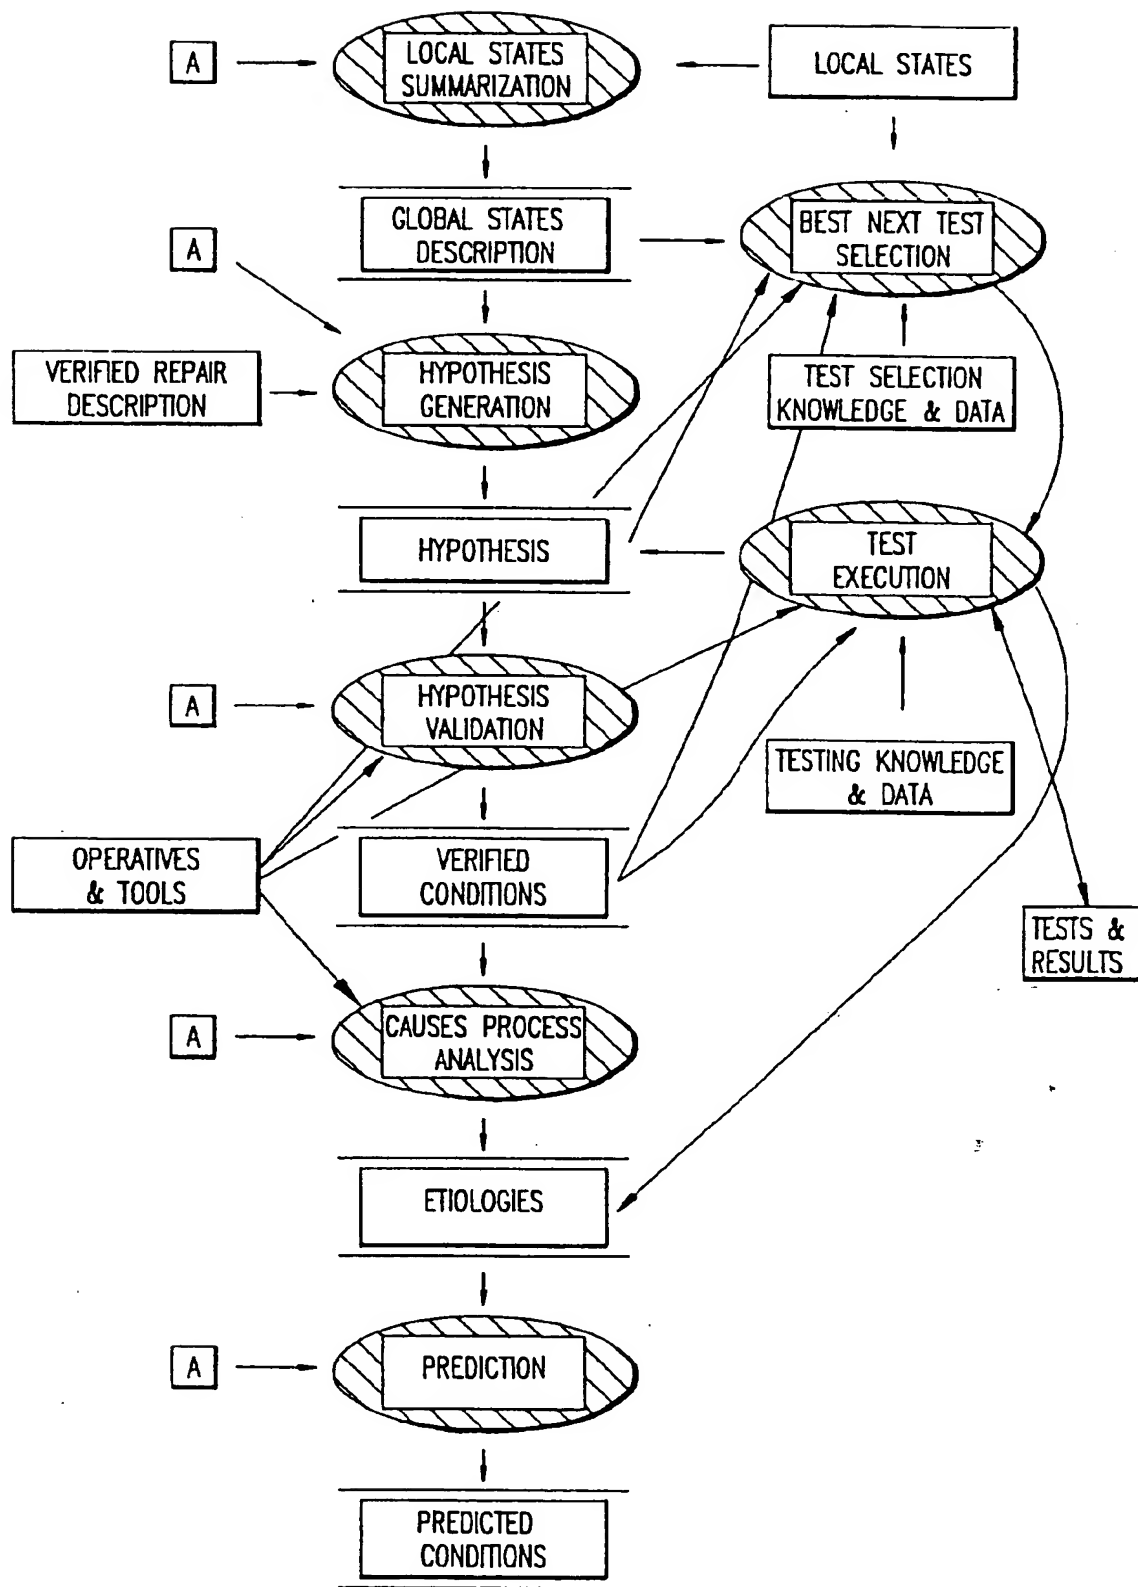 A
LOCAL STATES
SUMMARIZATION
LOCAL STATES
GLOBAL STATES
DESCRIPTION
BEST NEXT TEST
SELECTION
A
VERIFIED REPAIR
DESCRIPTION
HYPOTHESIS
GENERATION
TEST SELECTION
KNOWLEDGE & DATA
HYPOTHESIS
TEST
EXECUTION
A
HYPOTHESIS
VALIDATION
TESTING KNOWLEDGE
& DATA
OPERATIVES
& TOOLS
VERIFIED
CONDITIONS
TESTS &
RESULTS
A
CAUSES PROCESS
ANALYSIS
ETIOLOGIES
A
PREDICTION
PREDICTED
CONDITIONS